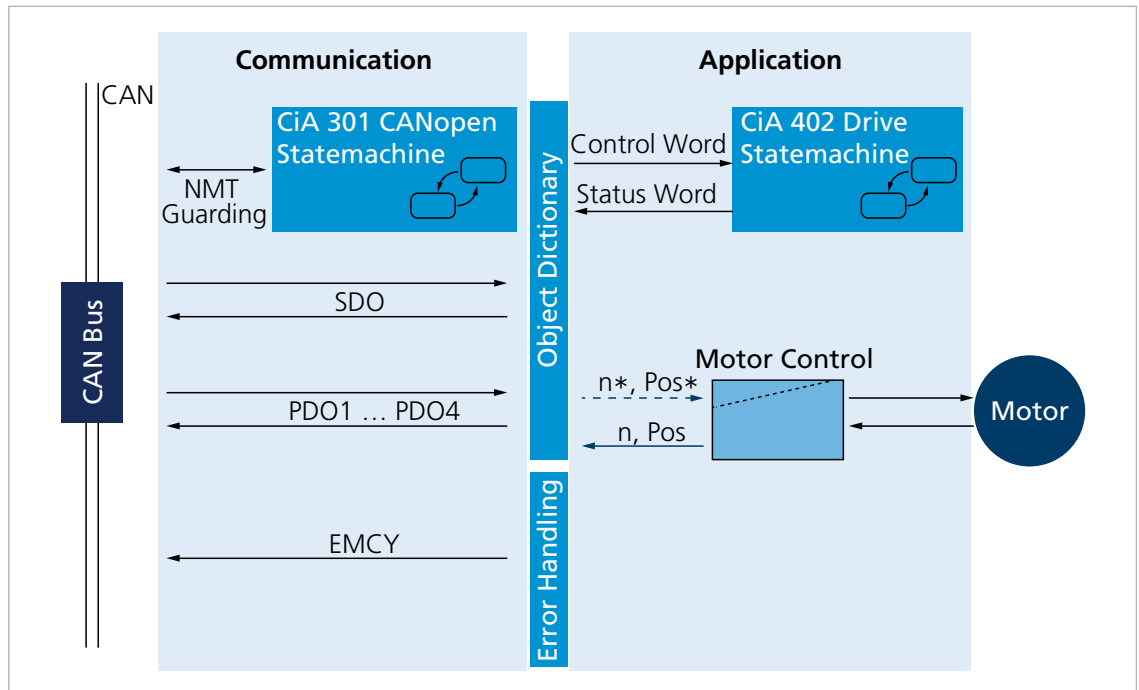 Communication
Application
CAN
CiA 301 CANopen
Statemachine
NMT
Guarding
Control Word
Status Word
CiA 402 Drive
Statemachine
Object Dictionary
SDO
CAN Bus
PDO1 … PDO4
Motor Control
n*, Pos*
n, Pos
Motor
EMCY
Error Handling